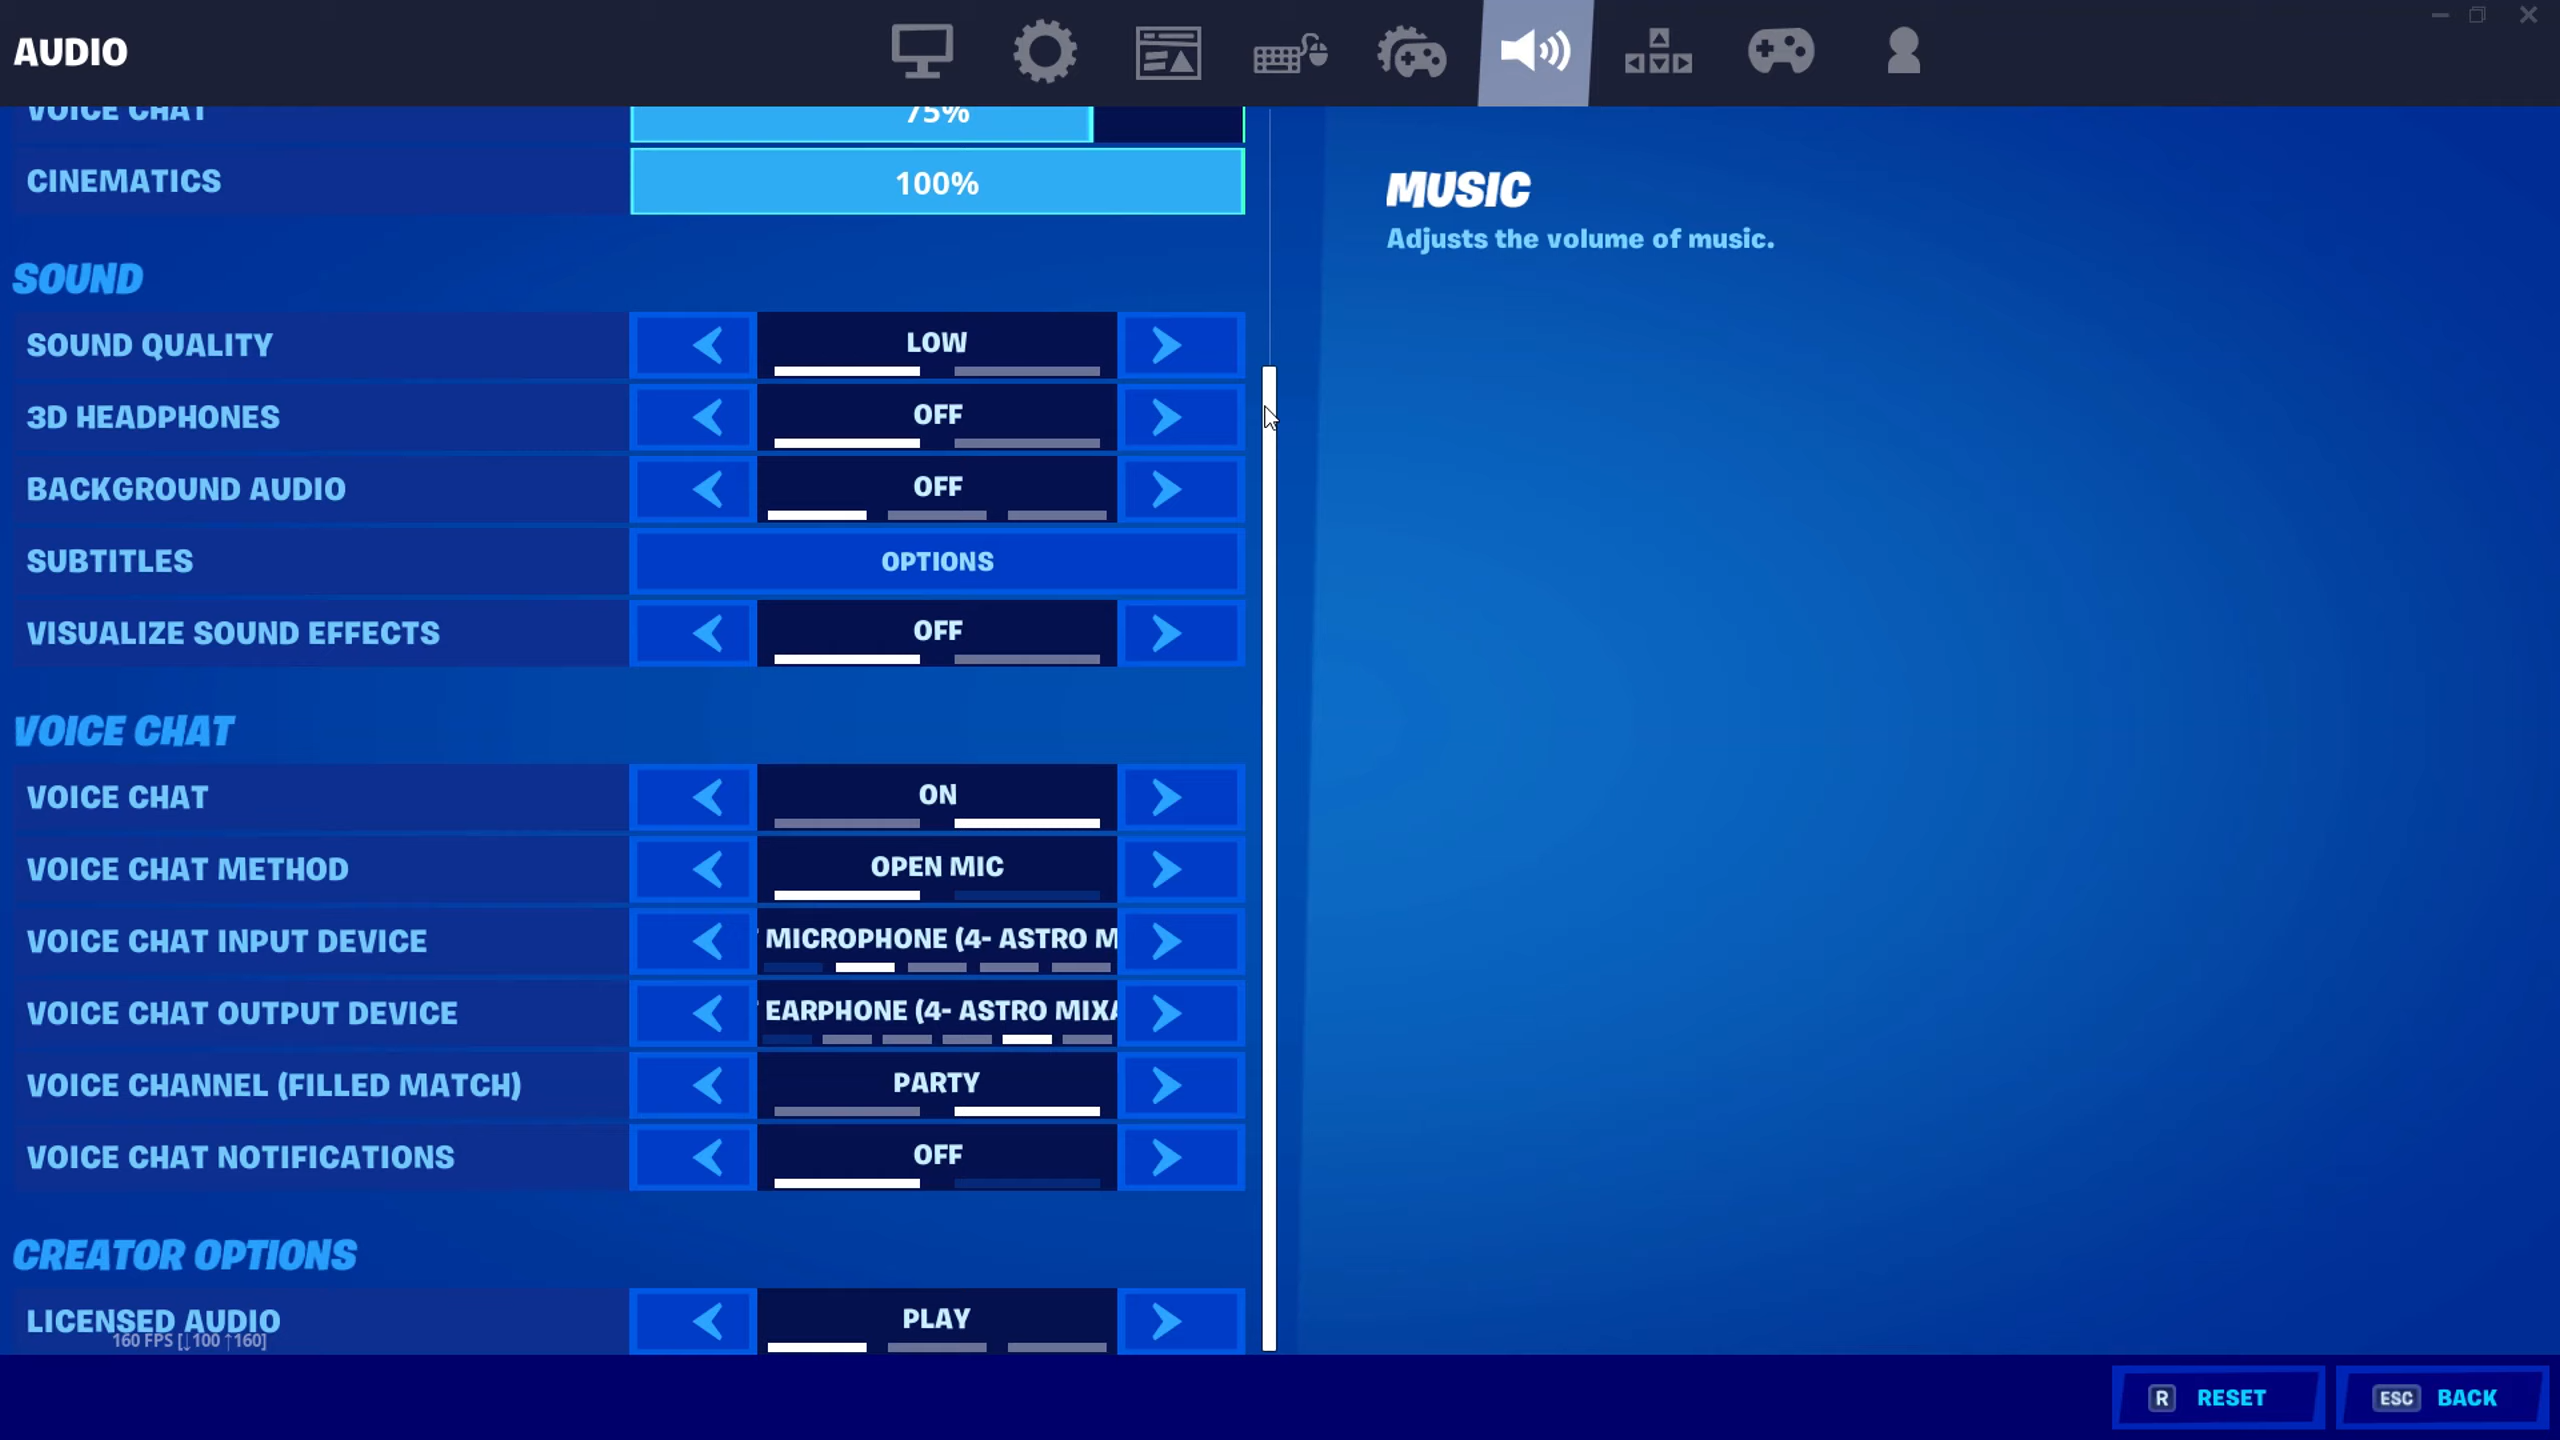 AUDIO
VOICE CHAT
75%
CINEMATICS
100%
SOUND
SOUND QUALITY
LOW
3D HEADPHONES
OFF
BACKGROUND AUDIO
OFF
SUBTITLES
OPTIONS
VISUALIZE SOUND EFFECTS
OFF
VOICE CHAT
VOICE CHAT
ON
VOICE CHAT METHOD
OPEN MIC
VOICE CHAT INPUT DEVICE
MICROPHONE (4- ASTRO M
VOICE CHAT OUTPUT DEVICE
EARPHONE (4- ASTRO MIXA
VOICE CHANNEL (FILLED MATCH)
PARTY
VOICE CHAT NOTIFICATIONS
OFF
CREATOR OPTIONS
LICENSED AUDIO
PLAY
160 FPS [↓100 ↑160]
MUSIC
Adjusts the volume of music.
R RESET
ESC BACK